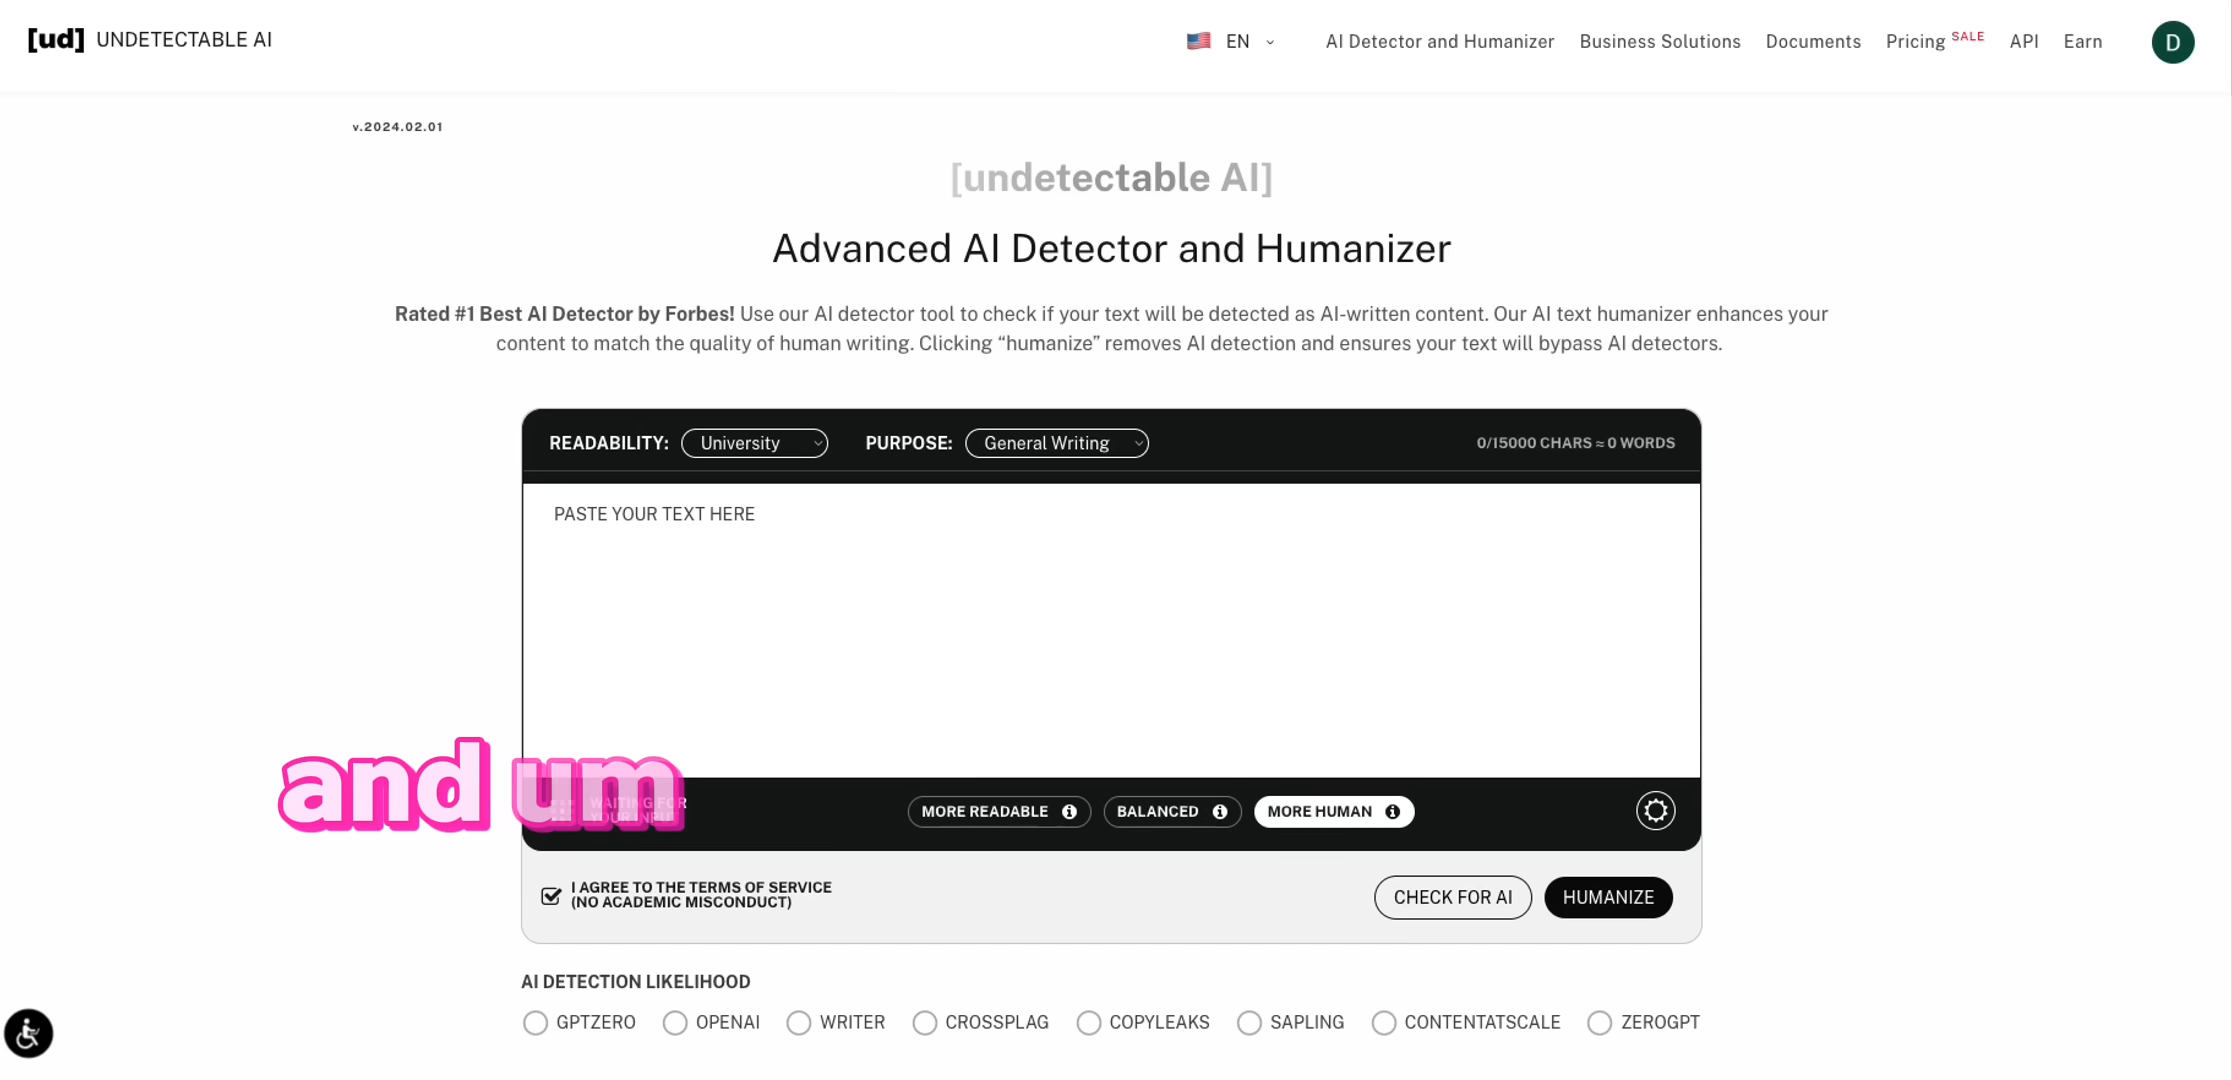 [ud] UNDETECTABLE AI
EN
AI Detector and Humanizer
Business Solutions
Documents
Pricing SALE
API
Earn
D
v.2024.02.01
[undetectable AI]
Advanced AI Detector and Humanizer
Rated #1 Best AI Detector by Forbes! Use our AI detector tool to check if your text will be detected as AI-written content. Our AI text humanizer enhances your
content to match the quality of human writing. Clicking “humanize” removes AI detection and ensures your text will bypass AI detectors.
READABILITY: University
PURPOSE: General Writing
0/15000 CHARS ≈ 0 WORDS
PASTE YOUR TEXT HERE
and um
WAITING FOR
YOUR INPUT
MORE READABLE
BALANCED
MORE HUMAN
I AGREE TO THE TERMS OF SERVICE
(NO ACADEMIC MISCONDUCT)
CHECK FOR AI
HUMANIZE
AI DETECTION LIKELIHOOD
GPTZERO
OPENAI
WRITER
CROSSPLAG
COPYLEAKS
SAPLING
CONTENTATSCALE
ZEROGPT